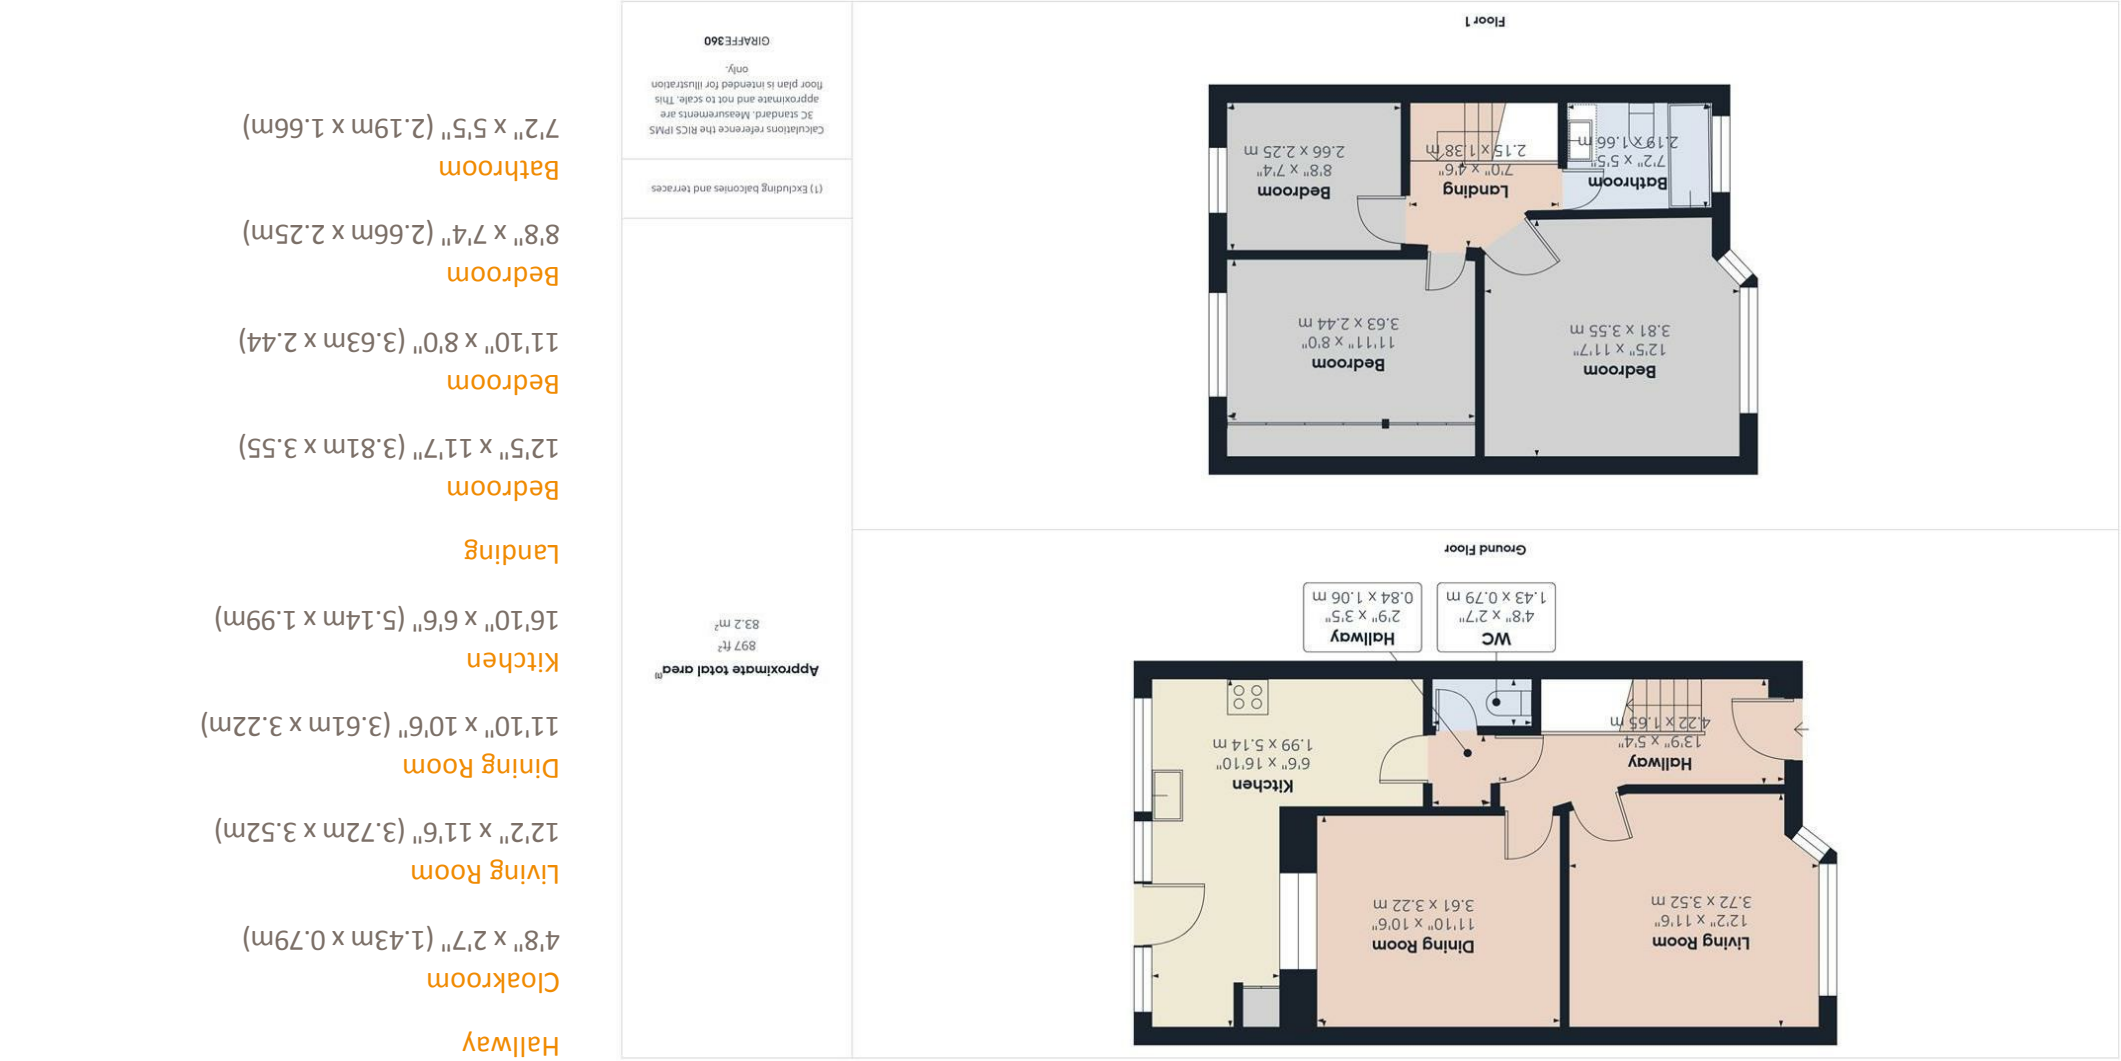 Hallway
Cloakroom
4'8" x 2'7" (1.43m x 0.79m)
Living Room
12'2" x 11'6" (3.72m x 3.52m)
Dining Room
11'10" x 10'6" (3.61m x 3.22m)
Kitchen
16'10" x 6'6" (5.14m x 1.99m)
Landing
Bedroom
12'5" x 11'7" (3.81m x 3.55)
Bedroom
11'10" x 8'0" (3.63m x 2.44)
Bedroom
8'8" x 7'4" (2.66m x 2.25m)
Bathroom
7'2" x 5'5" (2.19m x 1.66m)
Living Room
12'2" x 11'6"
3.72 x 3.52 m
Dining Room
11'10" x 10'6"
3.61 x 3.22 m
Kitchen
6'6" x 16'10"
1.99 x 5.14 m
Hallway
13'9" x 5'4"
4.22 x 1.65 m
WC
4'8" x 2'7"
1.43 x 0.79 m
Hallway
2'9" x 3'5"
0.84 x 1.06 m
Ground Floor
Bedroom
12'5" x 11'7"
3.81 x 3.55 m
Bedroom
11'11" x 8'0"
3.63 x 2.44 m
Bathroom
7'2" x 5'5"
2.19 x 1.66 m
Landing
7'0" x 4'6"
2.15 x 1.38 m
Bedroom
8'8" x 7'4"
2.66 x 2.25 m
Floor 1
Approximate total area(1)
897 ft²
83.2 m²
(1) Excluding balconies and terraces
Calculations reference the RICS IPMS
3C standard. Measurements are
approximate and not to scale. This
floor plan is intended for illustration
only.
GIRAFFE360